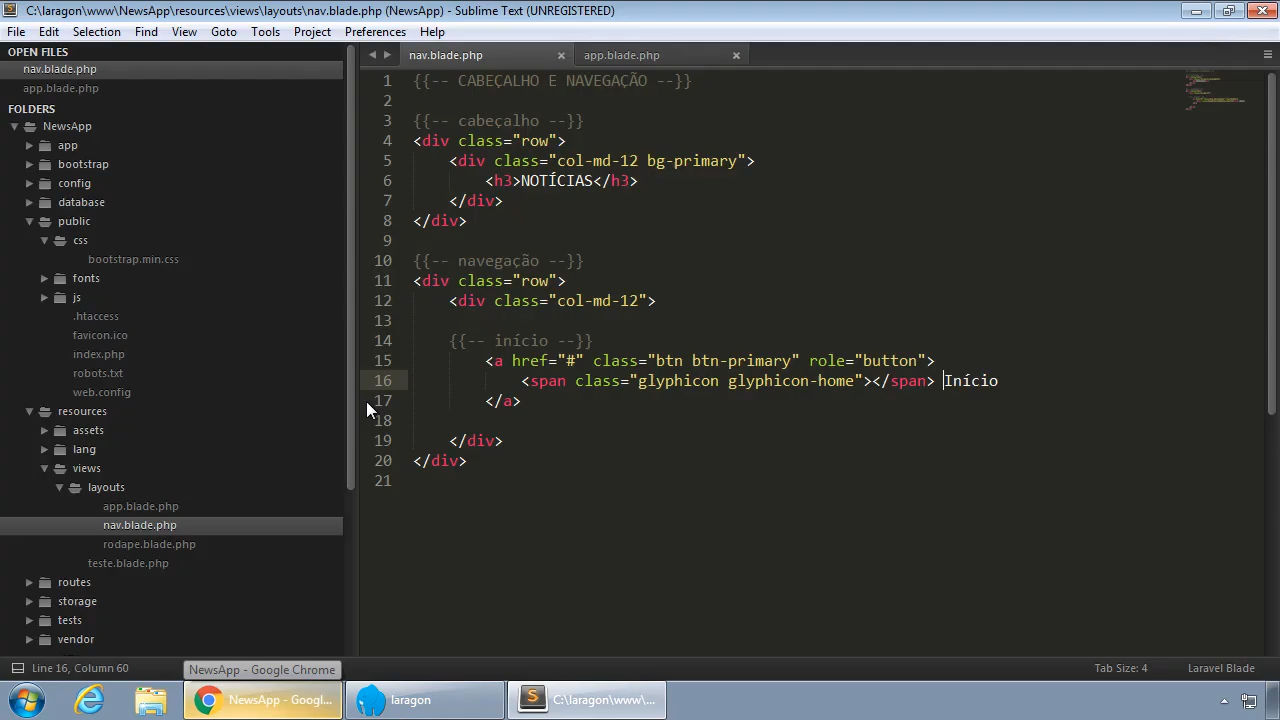 C:\laragon\www\NewsApp\resources\views\layouts\nav.blade.php (NewsApp) - Sublime Text (UNREGISTERED)
File Edit Selection Find View Goto Tools Project Preferences Help
OPEN FILES
nav.blade.php
app.blade.php
FOLDERS
NewsApp
app
bootstrap
config
database
public
css
bootstrap.min.css
fonts
js
.htaccess
favicon.ico
index.php
robots.txt
web.config
resources
assets
lang
views
layouts
app.blade.php
nav.blade.php
rodape.blade.php
teste.blade.php
routes
storage
tests
vendor
nav.blade.php app.blade.php
1 {{-- CABEÇALHO E NAVEGAÇÃO --}}
2
3 {{-- cabeçalho --}}
4 <div class="row">
5 <div class="col-md-12 bg-primary">
6 <h3>NOTÍCIAS</h3>
7 </div>
8 </div>
9
10 {{-- navegação --}}
11 <div class="row">
12 <div class="col-md-12">
13
14 {{-- início --}}
15 <a href="#" class="btn btn-primary" role="button">
16 <span class="glyphicon glyphicon-home"></span> Início
17 </a>
18
19 </div>
20 </div>
21
Line 16, Column 60
NewsApp - Google Chrome
Tab Size: 4
Laravel Blade
NewsApp - Googl...
laragon
C:\laragon\www\...